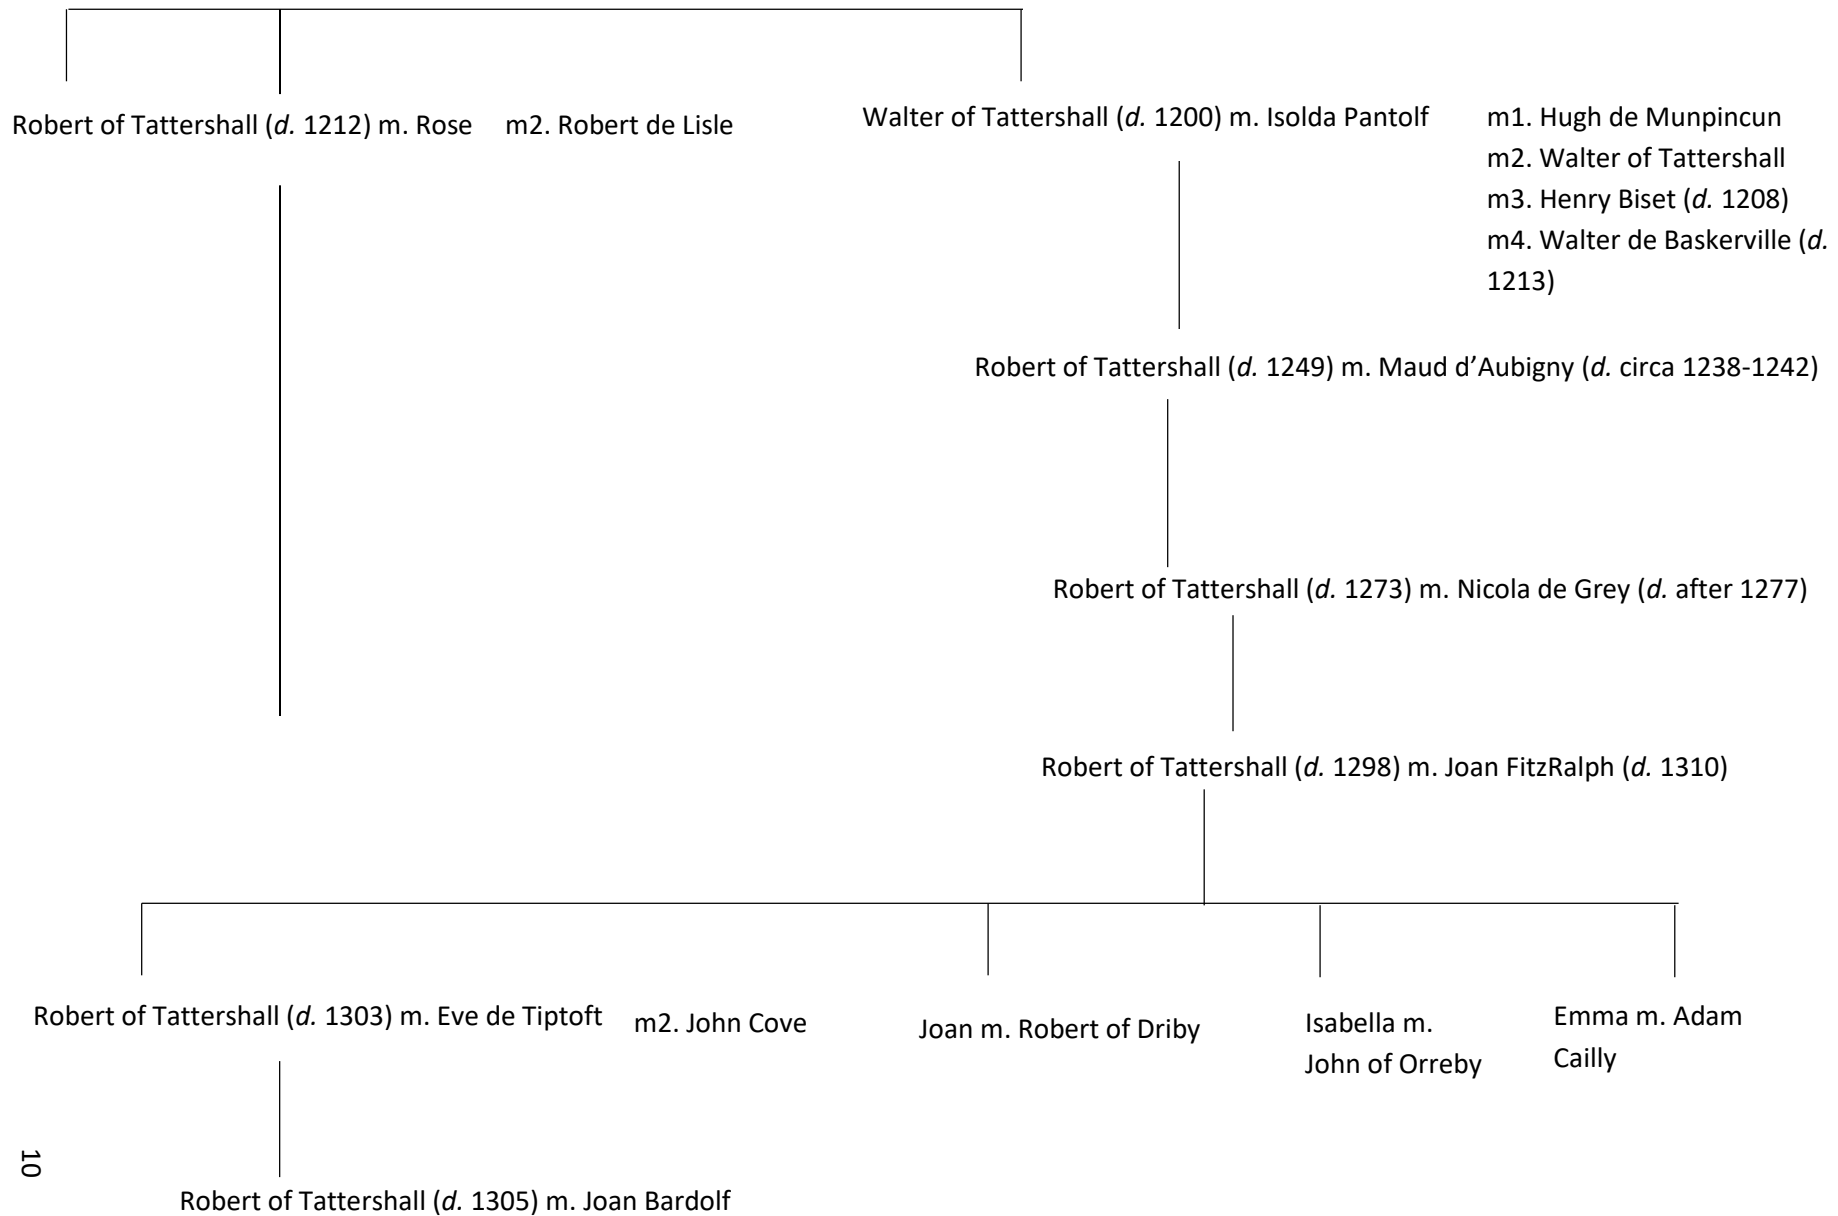 Robert of Tattershall (d. 1212) m. Rose m2. Robert de Lisle
Walter of Tattershall (d. 1200) m. Isolda Pantolf
m1. Hugh de Munpincun
m2. Walter of Tattershall
m3. Henry Biset (d. 1208)
m4. Walter de Baskerville (d.
1213)
Robert of Tattershall (d. 1249) m. Maud d’Aubigny (d. circa 1238-1242)
Robert of Tattershall (d. 1273) m. Nicola de Grey (d. after 1277)
Robert of Tattershall (d. 1298) m. Joan FitzRalph (d. 1310)
Robert of Tattershall (d. 1303) m. Eve de Tiptoft
m2. John Cove
Joan m. Robert of Driby
Isabella m.
John of Orreby
Emma m. Adam
Cailly
Robert of Tattershall (d. 1305) m. Joan Bardolf
10